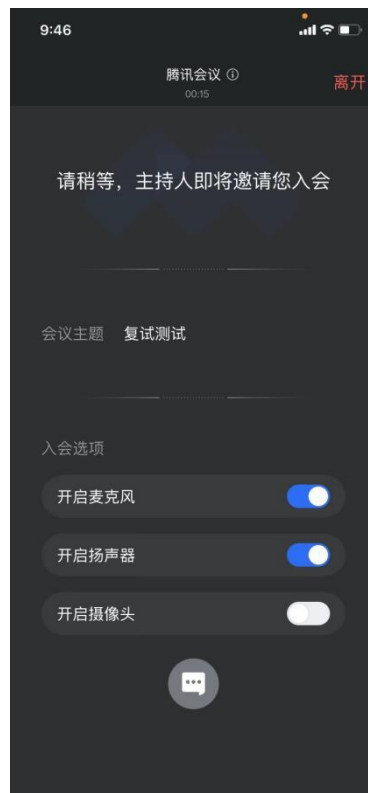 9:46
腾讯会议
离开
00:15
请稍等，主持人即将邀请您入会
会议主题 复试测试
入会选项
开启麦克风
开启扬声器
开启摄像头